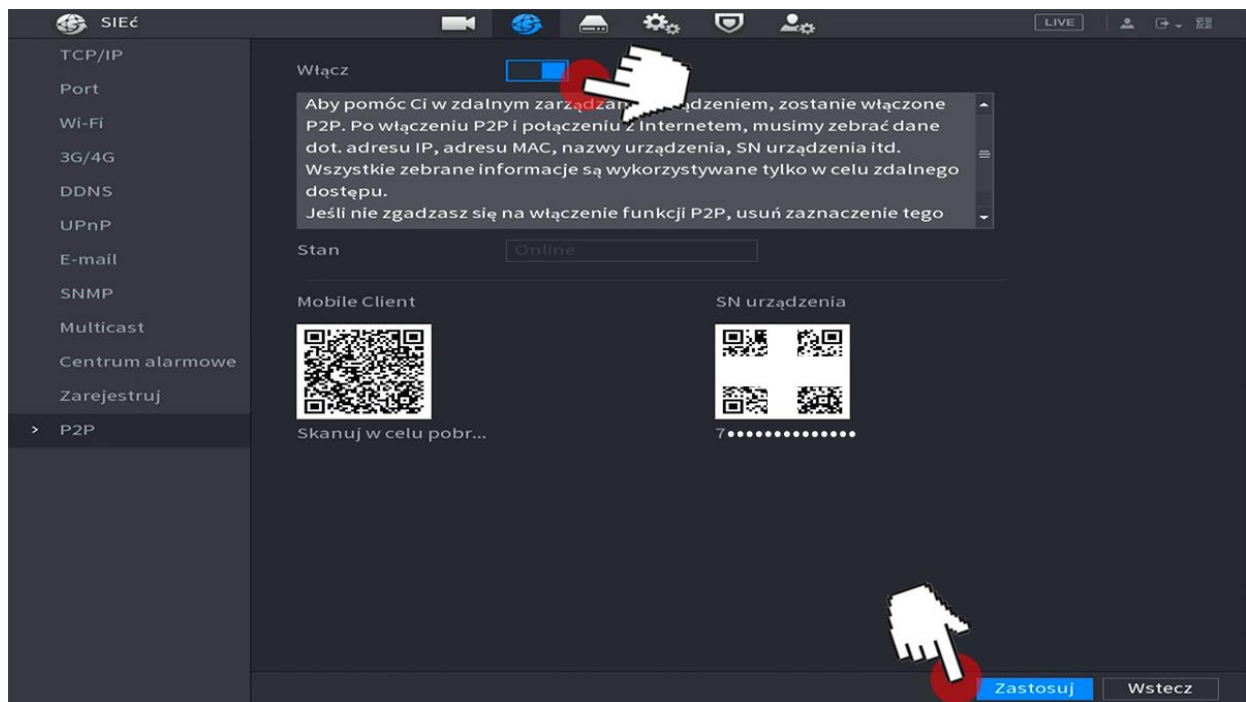 SIEć
LIVE
TCP/IP
Port
Wi-Fi
3G/4G
DDNS
UPnP
E-mail
SNMP
Multicast
Centrum alarmowe
Zarejestruj
> P2P
Włącz
Aby pomóc Ci w zdalnym
zostanie włączone
P2P. Po włączeniu P2P i połączeniu z Internetem, musimy zebrać dane
dot. adresu IP, adresu MAC, nazwy urządzenia, SN urządzenia itd.
Wszystkie zebrane informacje są wykorzystywane tylko w celu zdalnego
dostępu.
Jeśli nie zgadzasz się na włączenie funkcji P2P, usuń zaznaczenie tego
Stan
Online
Mobile Client
SN urządzenia
Skanuj w celu pobr...
7••••••••••••••
Zastosuj
Wstecz